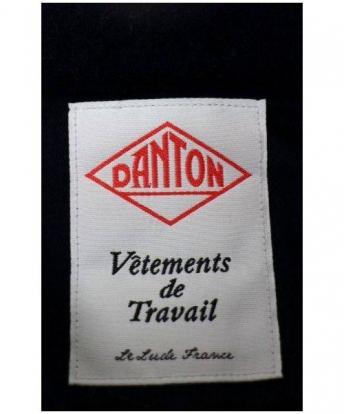 DANTON
Vêtements
de
Travail
Le Lude France